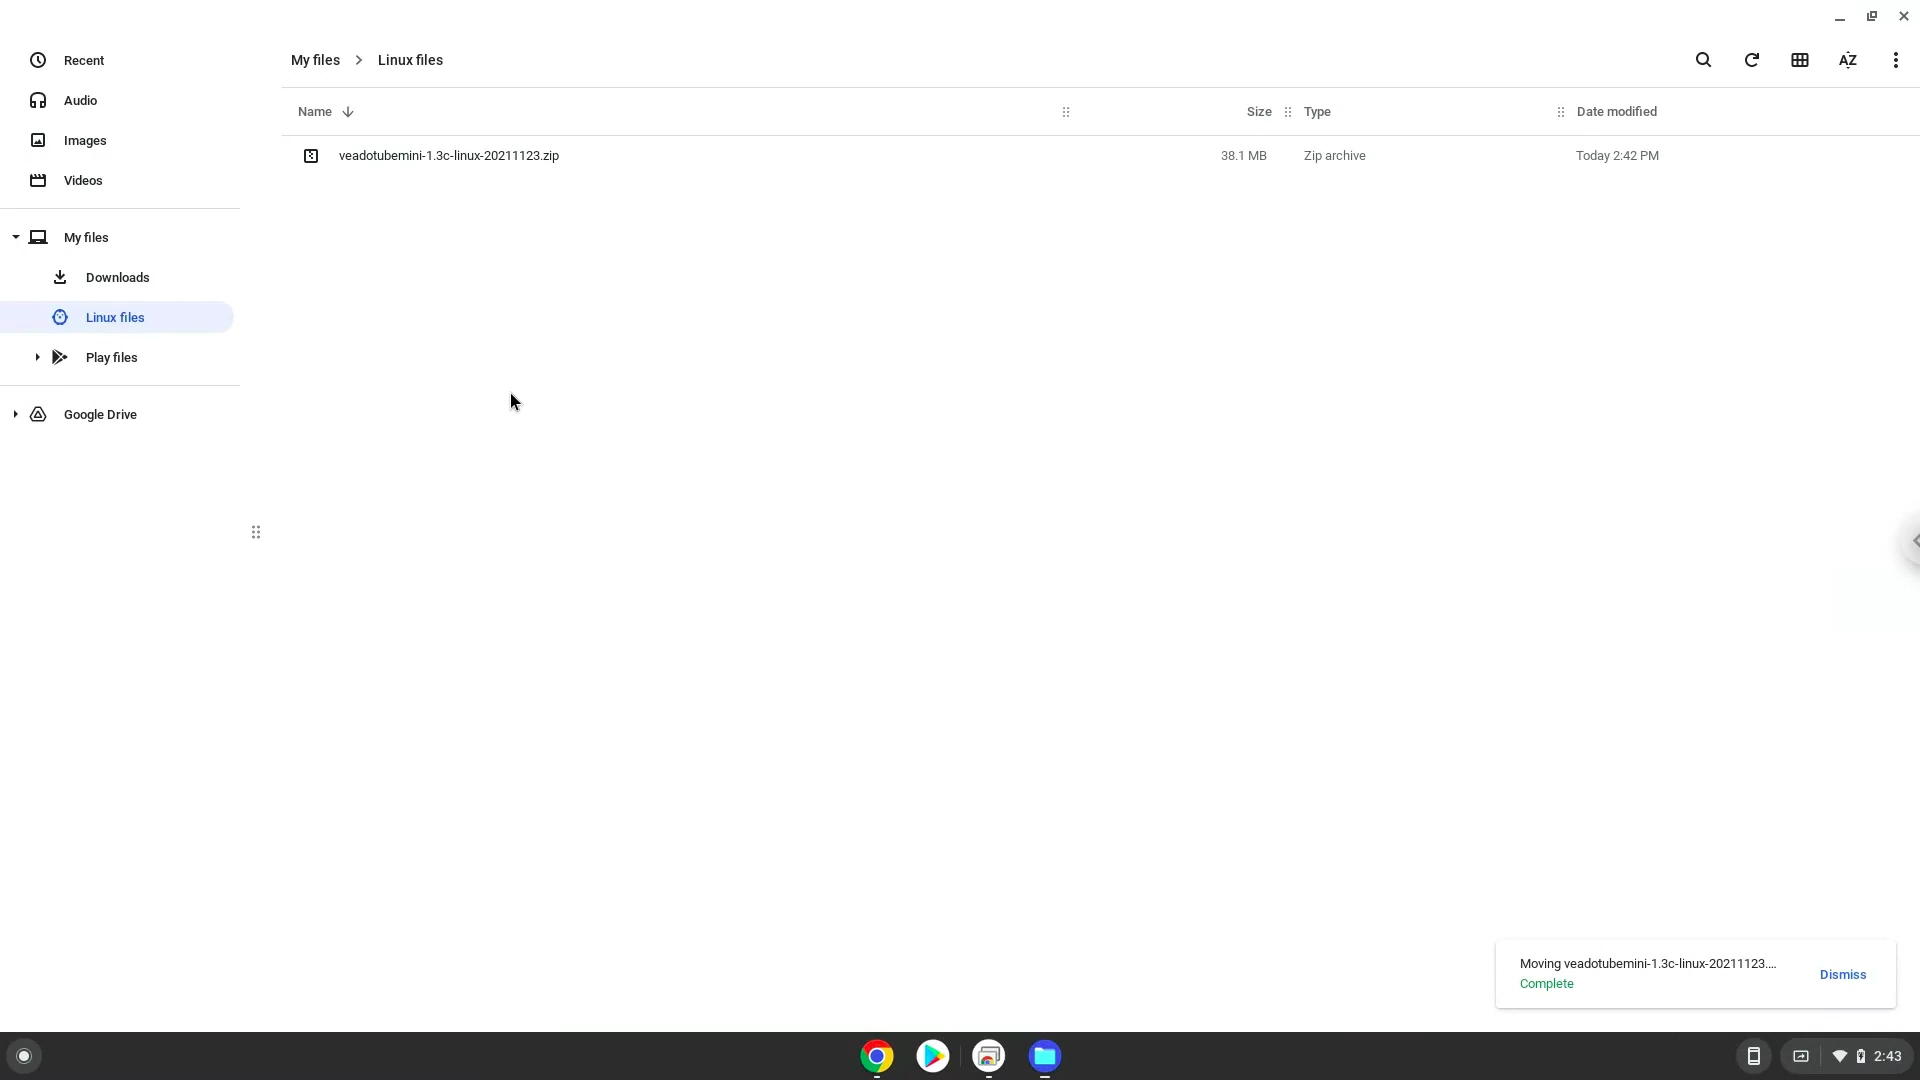 Recent
Audio
Images
Videos
My files
Downloads
Linux files
Play files
Google Drive
My files Linux files
AZ
Name Size Type Date modified
veadotubemini-1.3c-linux-20211123.zip 38.1 MB Zip archive Today 2:42 PM
Moving veadotubemini-1.3c-linux-20211123....
Complete
Dismiss
2:43